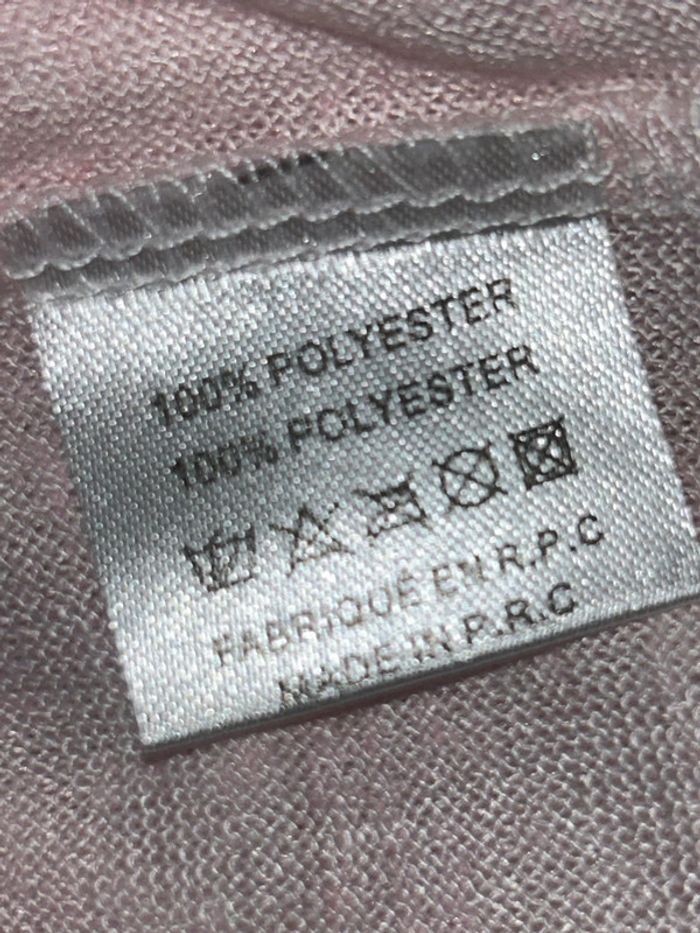 100% POLYESTER
100% POLYESTER
FABRIQUÉ EN R.P.C
MADE IN P.R.C